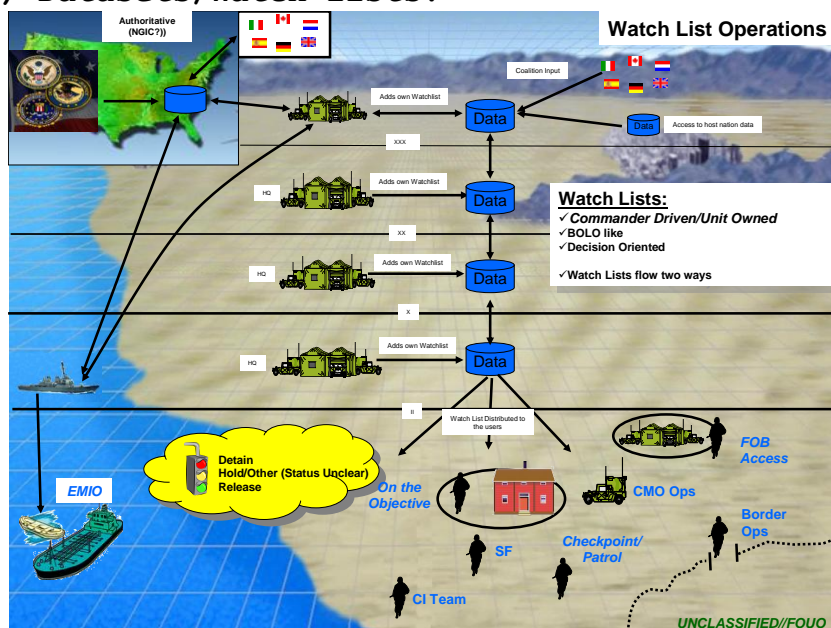 Authoritative
(NGIC?))
Watch List Operations
Coalition Input
Adds own Watchlist
Data
Data
Access to host nation data
XXX
HQ
Adds own Watchlist
Data
Watch Lists:
✓Commander Driven/Unit Owned
✓BOLO like
✓Decision Oriented
✓Watch Lists flow two ways
XX
HQ
Adds own Watchlist
Data
X
HQ
Adds own Watchlist
Data
II
Watch List Distributed to
the users
Detain
Hold/Other (Status Unclear)
Release
EMIO
On the
Objective
FOB
Access
CMO Ops
Border
Ops
SF
Checkpoint/
Patrol
CI Team
UNCLASSIFIED//FOUO